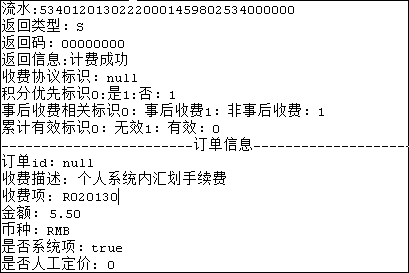 流水:53401201302220001459802534000000
返回类型: S
返回码: 00000000
返回信息:计费成功
收费协议标识: null
积分优先标识0:是1:否: 1
事后收费相关标识0: 事后收费1: 非事后收费: 1
累计有效标识0: 无效1: 有效: 0
-------------------------订单信息-------------------------
订单id: null
收费描述: 个人系统内汇划手续费
收费项: R020130
金额: 5.50
币种: RMB
是否系统项: true
是否人工定价: 0